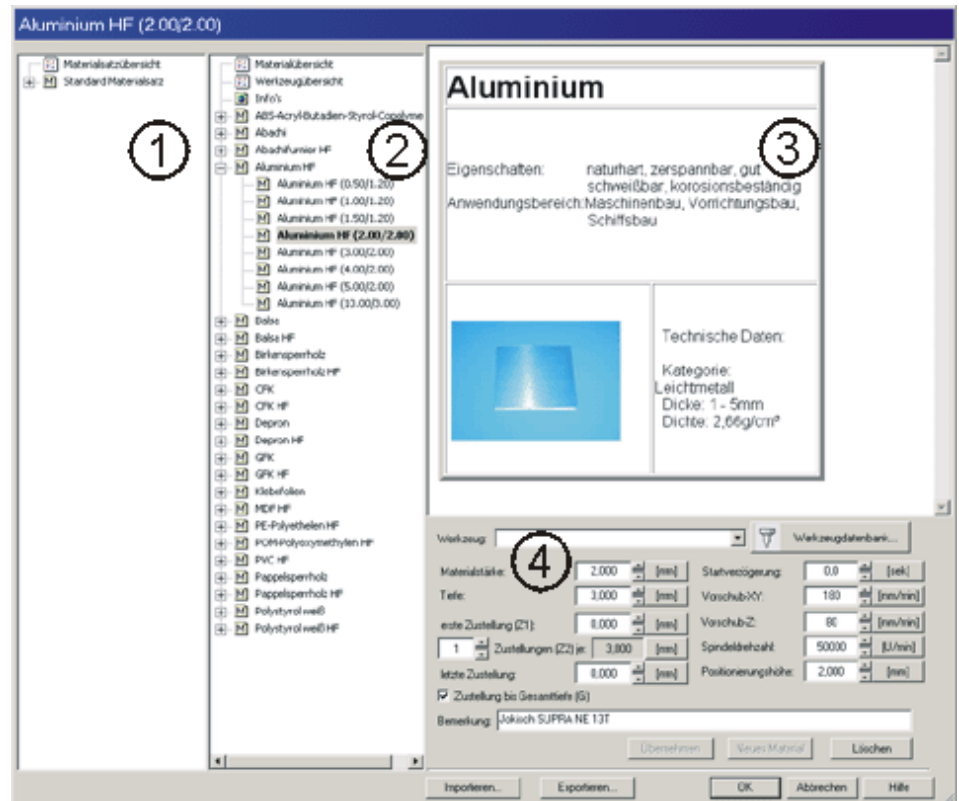 Aluminium HF (2.00/2.00)
Materialsatzübersicht
Standard Materialsatz
1
Materialübersicht
Werkzeugübersicht
Info's
ABS-Acryl-Butadien-Styrol-Copolyme
Abachi
Abachifurnier HF
Aluminium HF
Aluminium HF (0.50/1.20)
Aluminium HF (1.00/1.20)
Aluminium HF (1.50/1.20)
Aluminium HF (2.00/2.00)
Aluminium HF (3.00/2.00)
Aluminium HF (4.00/2.00)
Aluminium HF (5.00/2.00)
Aluminium HF (13.00/3.00)
Balsa
Balsa HF
Birkensperrholz
Birkensperrholz HF
CFK
CFK HF
Depron
Depron HF
GFK
GFK HF
Klebefolien
MDF HF
PE-Polyethelen HF
POM-Polyoxymethylen HF
PVC HF
Pappelsperrholz
Pappelsperrholz HF
Polystyrol weiß
Polystyrol weiß HF
2
Aluminium
3
Eigenschaften: naturhart, zerspannbar, gut
schweißbar, korosionsbeständig
Anwendungsbereich: Maschinenbau, Vorrichtungsbau,
Schiffsbau
Technische Daten:
Kategorie:
Leichtmetall
Dicke: 1 - 5mm
Dichte: 2,66g/cm³
4
Werkzeug: Werkzeugdatenbank...
Materialstärke: 2,000 [mm] Startverzögerung: 0,0 [sek]
Tiefe: 3,000 [mm] Vorschub-XY: 180 [mm/min]
erste Zustellung (Z1): 0,000 [mm] Vorschub-Z: 80 [mm/min]
1 Zustellungen (Z2) je: 3,000 [mm] Spindeldrehzahl: 50000 [U/min]
letzte Zustellung: 0,000 [mm] Positionierungshöhe: 2,000 [mm]
Zustellung bis Gesamttiefe (G)
Bemerkung: Jokisch SUPRA NE 13T
Übernehmen Neues Material Löschen
Importieren... Exportieren... OK Abbrechen Hilfe